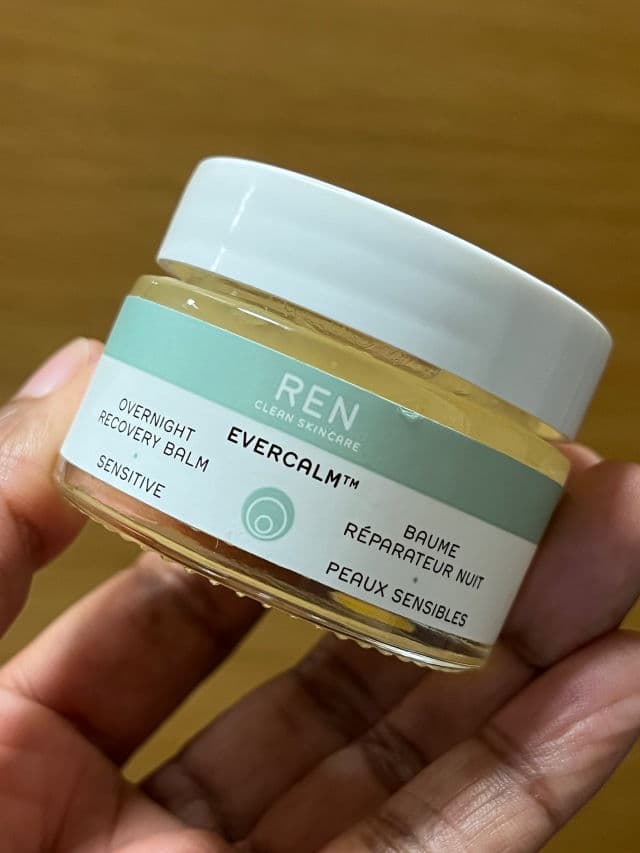 REN
CLEAN SKINCARE
EVERCALM™
OVERNIGHT
RECOVERY BALM
SENSITIVE
BAUME
RÉPARATEUR NUIT
PEAUX SENSIBLES